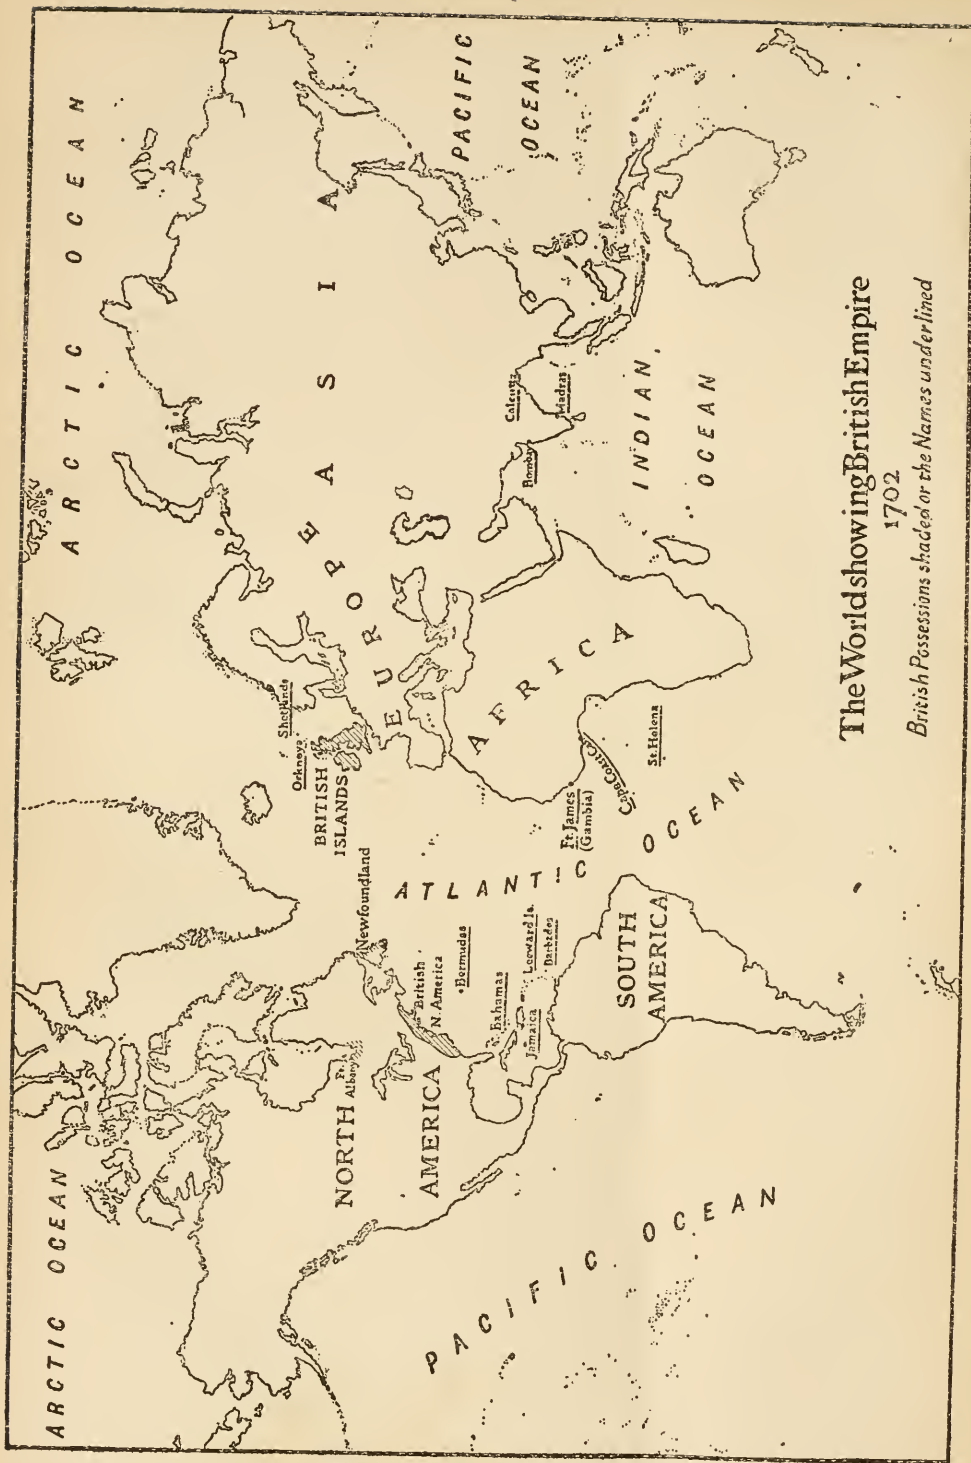 ARCTIC OCEAN
ARCTIC OCEAN
PACIFIC
OCEAN
EUROPE
ASIA
Shetlands
Orkneys
BRITISH
ISLANDS
Newfoundland
NORTH
AMERICA
Ft.
Albany
British
N. America
Bermudas
Bahamas
Jamaica
Leeward Is.
Barbados
ATLANTIC
OCEAN
AFRICA
Ft. James
(Gambia)
Cape Coast Ca.
St. Helena
Bombay
Calcutta
Madras
INDIAN
OCEAN
SOUTH
AMERICA
PACIFIC OCEAN
The World showing British Empire
1702
British Possessions shaded or the Names underlined